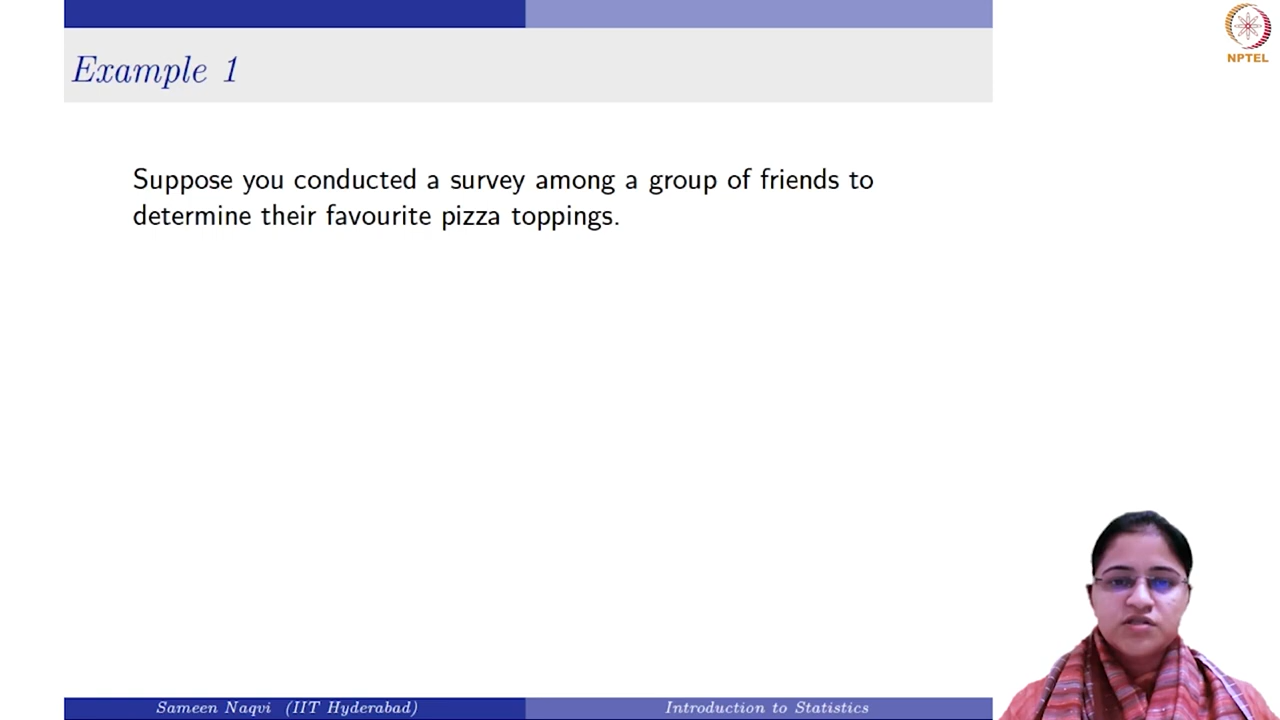 NPTEL
Example 1
Suppose you conducted a survey among a group of friends to
determine their favourite pizza toppings.
Sameen Naqvi (IIT Hyderabad)
Introduction to Statistics